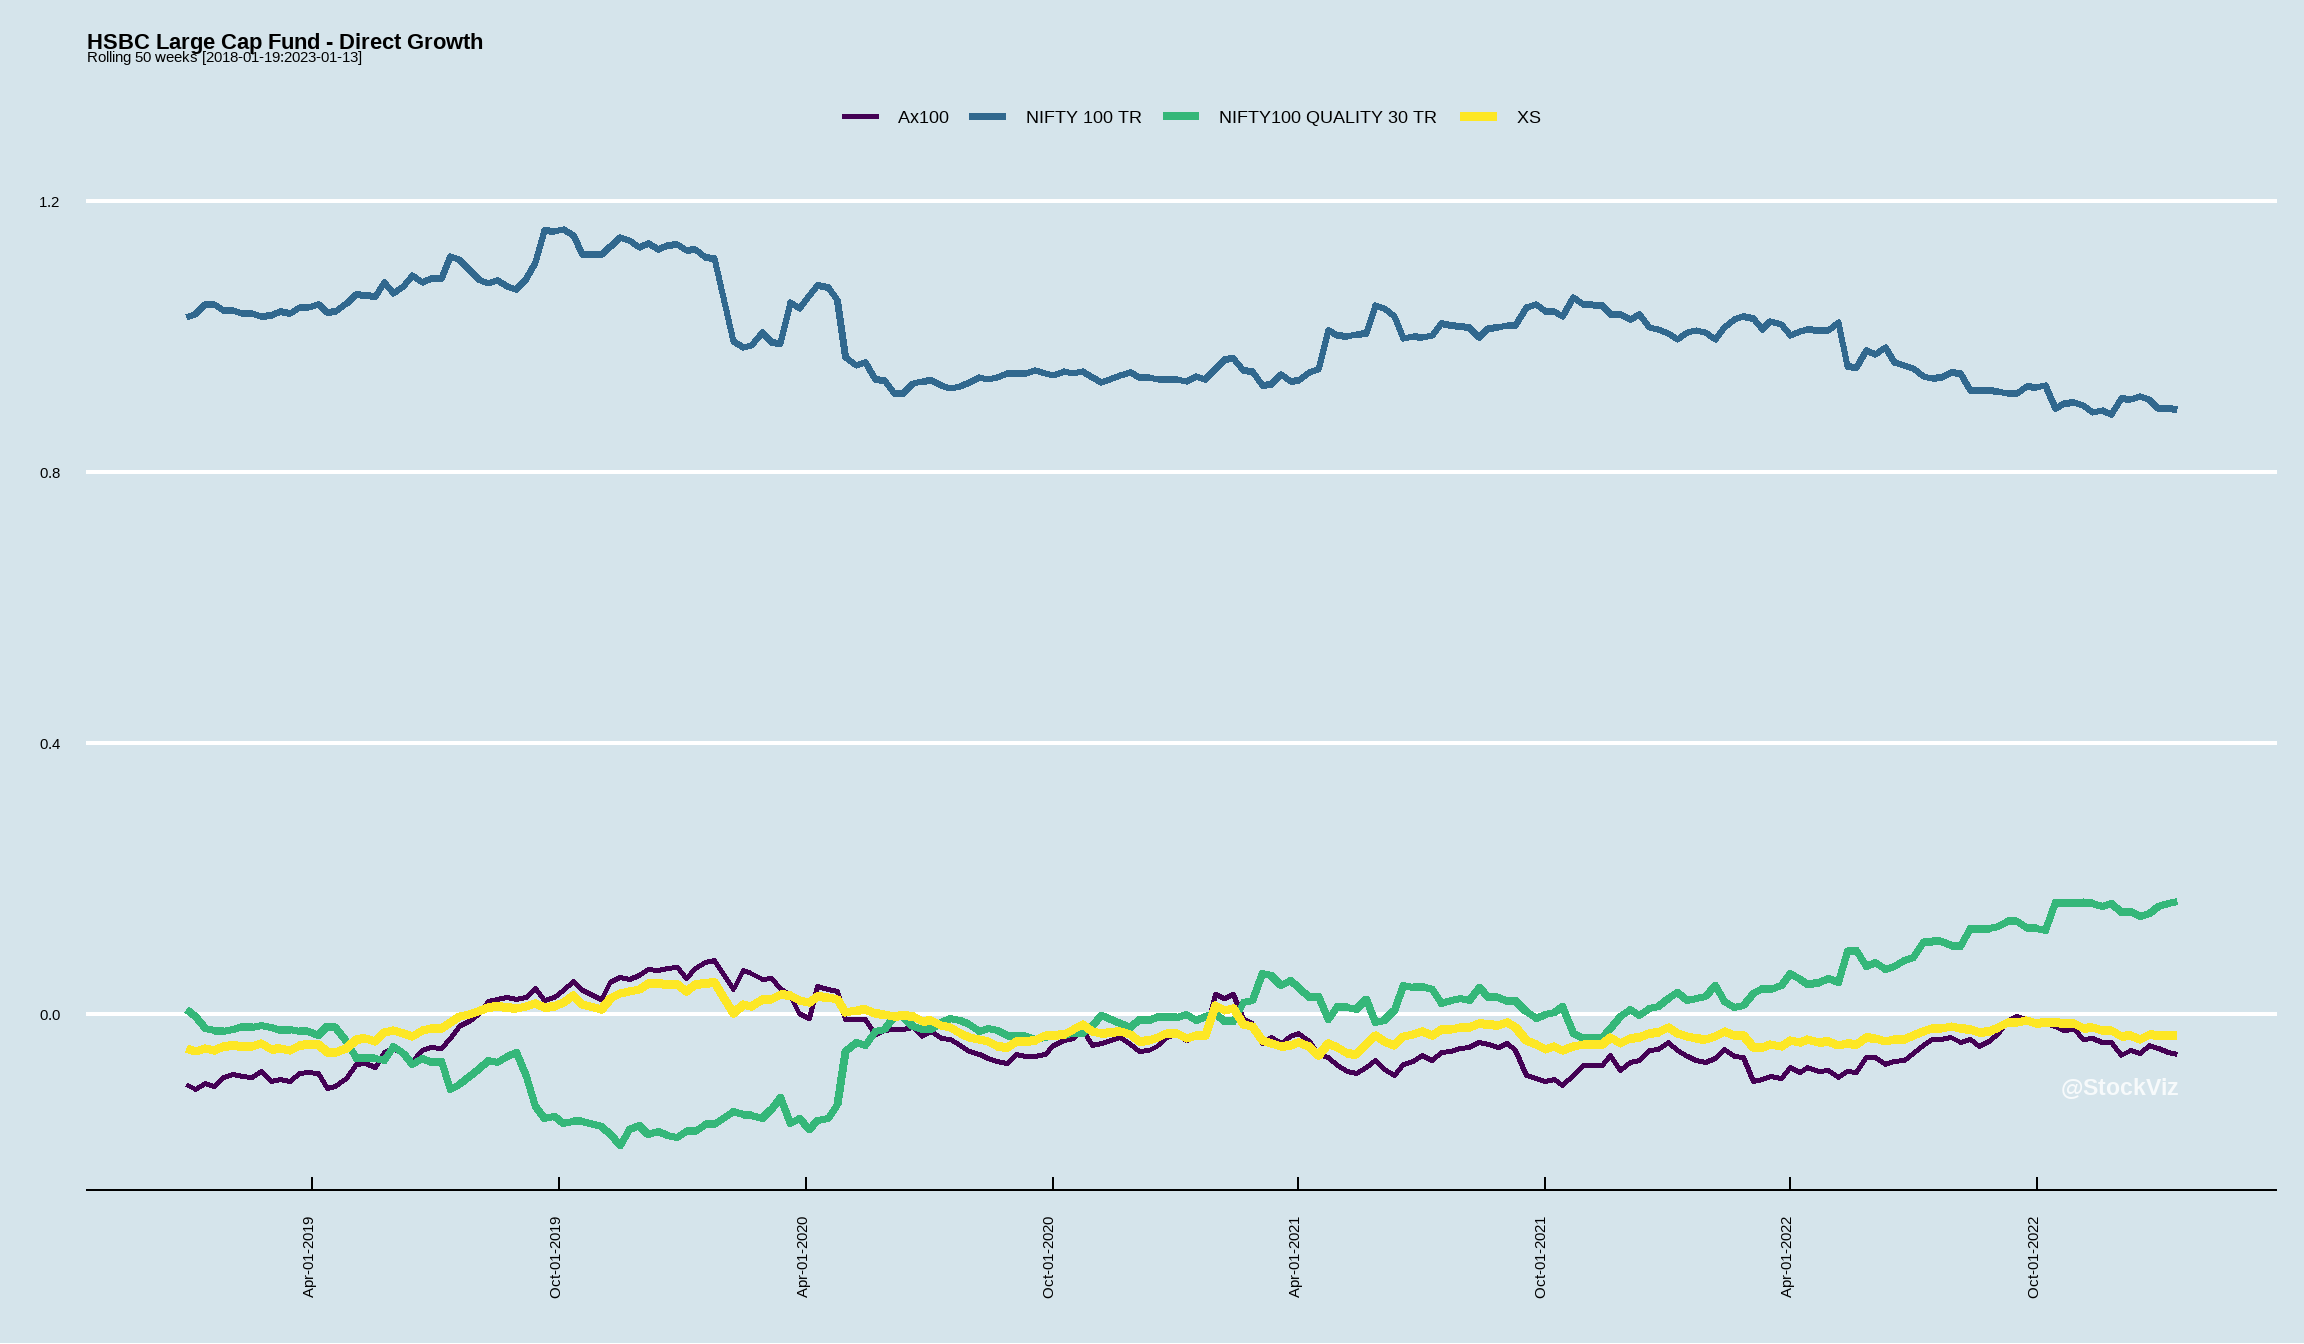 HSBC Large Cap Fund - Direct Growth
Rolling 50 weeks [2018-01-19:2023-01-13]
Ax100 NIFTY 100 TR NIFTY100 QUALITY 30 TR XS
1.2
0.8
0.4
0.0
@StockViz
Apr-01-2019 Oct-01-2019 Apr-01-2020 Oct-01-2020 Apr-01-2021 Oct-01-2021 Apr-01-2022 Oct-01-2022